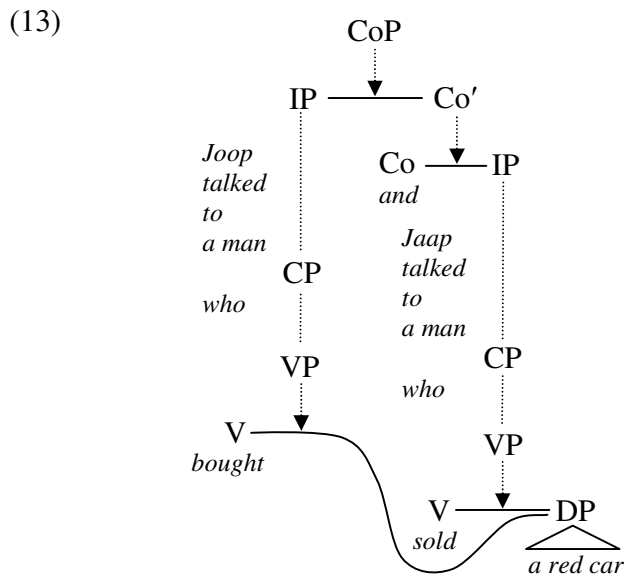 (13)
CoP
IP Co′
Joop
talked
to
a man
Co IP
and
Jaap
talked
to
a man
CP
who
CP
who
VP
V
bought
VP
V DP
sold
a red car